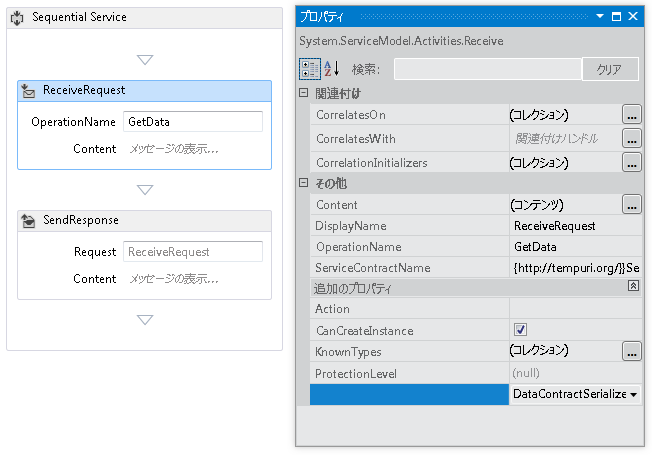 Sequential Service
ReceiveRequest
OperationName GetData
Content メッセージの表示...
SendResponse
Request ReceiveRequest
Content メッセージの表示...
プロパティ
System.ServiceModel.Activities.Receive
検索: クリア
関連付け
CorrelatesOn (コレクション) ...
CorrelatesWith 関連付けハンドル ...
CorrelationInitializers (コレクション) ...
その他
Content (コンテンツ) ...
DisplayName ReceiveRequest
OperationName GetData
ServiceContractName {http://tempuri.org/}}Se
追加のプロパティ
Action
CanCreateInstance
KnownTypes (コレクション) ...
ProtectionLevel (null)
DataContractSerialize